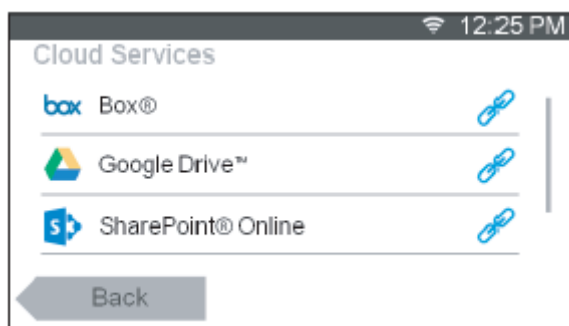 12:25 PM
Cloud Services
box Box®
Google Drive™
S SharePoint® Online
Back